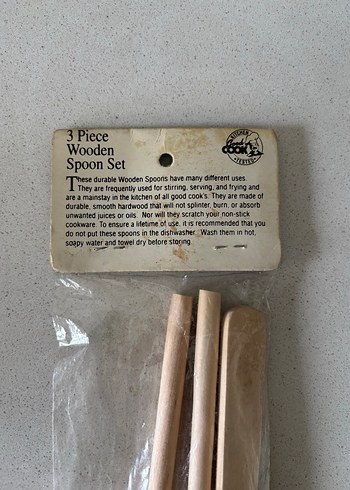 3 Piece
Wooden
Spoon Set
KITCHEN
COOK
TESTED
These durable Wooden Spoons have many different uses.
They are frequently used for stirring, serving, and frying and
are a mainstay in the kitchen of all good cook's. They are made of
durable, smooth hardwood that will not splinter, burn, or absorb
unwanted juices or oils. Nor will they scratch your non-stick
cookware. To ensure a lifetime of use, it is recommended that you
do not put these spoons in the dishwasher. Wash them in hot,
soapy water and towel dry before storing.